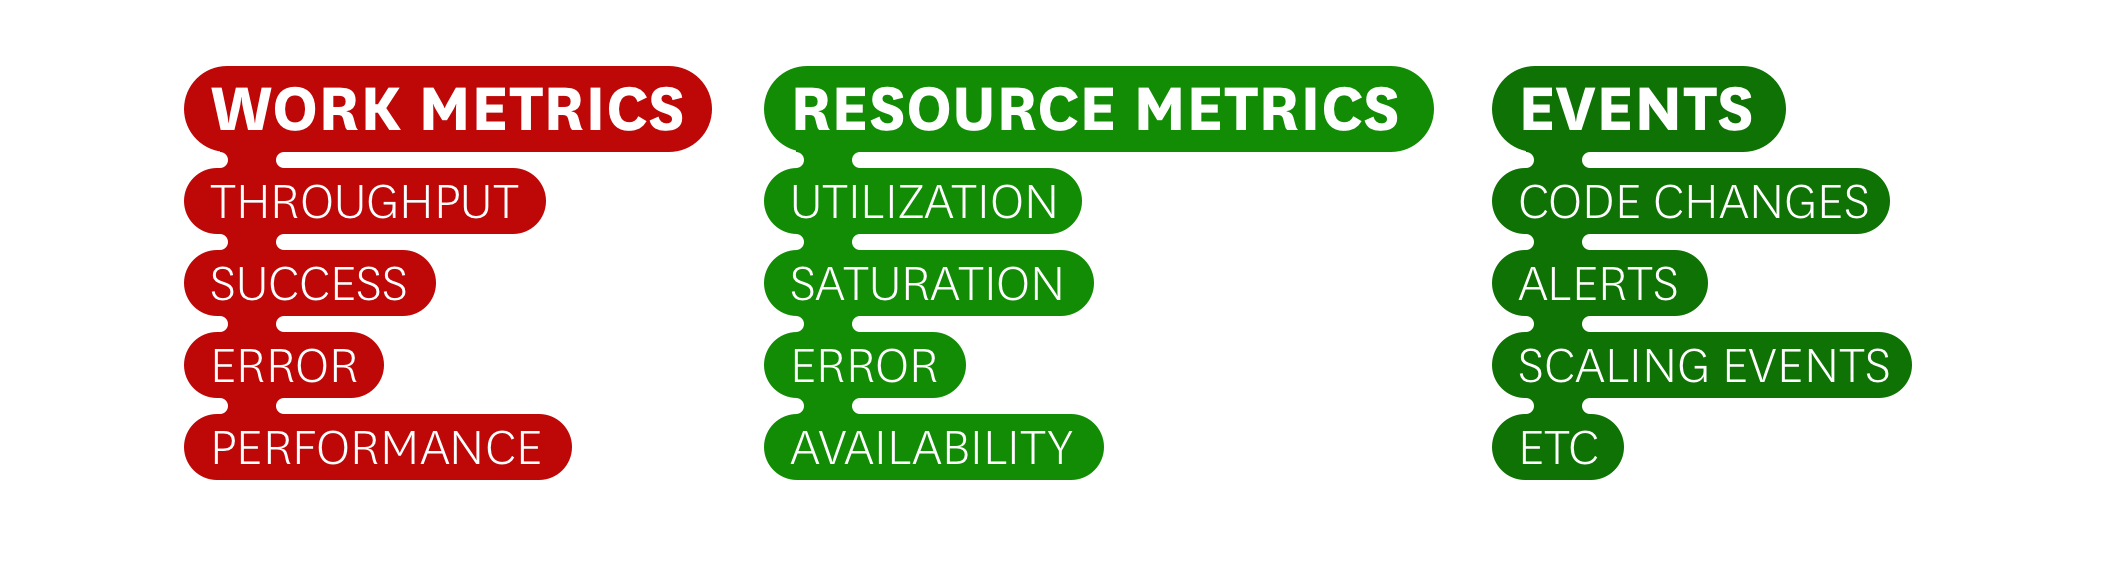 WORK METRICS
THROUGHPUT
SUCCESS
ERROR
PERFORMANCE
RESOURCE METRICS
UTILIZATION
SATURATION
ERROR
AVAILABILITY
EVENTS
CODE CHANGES
ALERTS
SCALING EVENTS
ETC